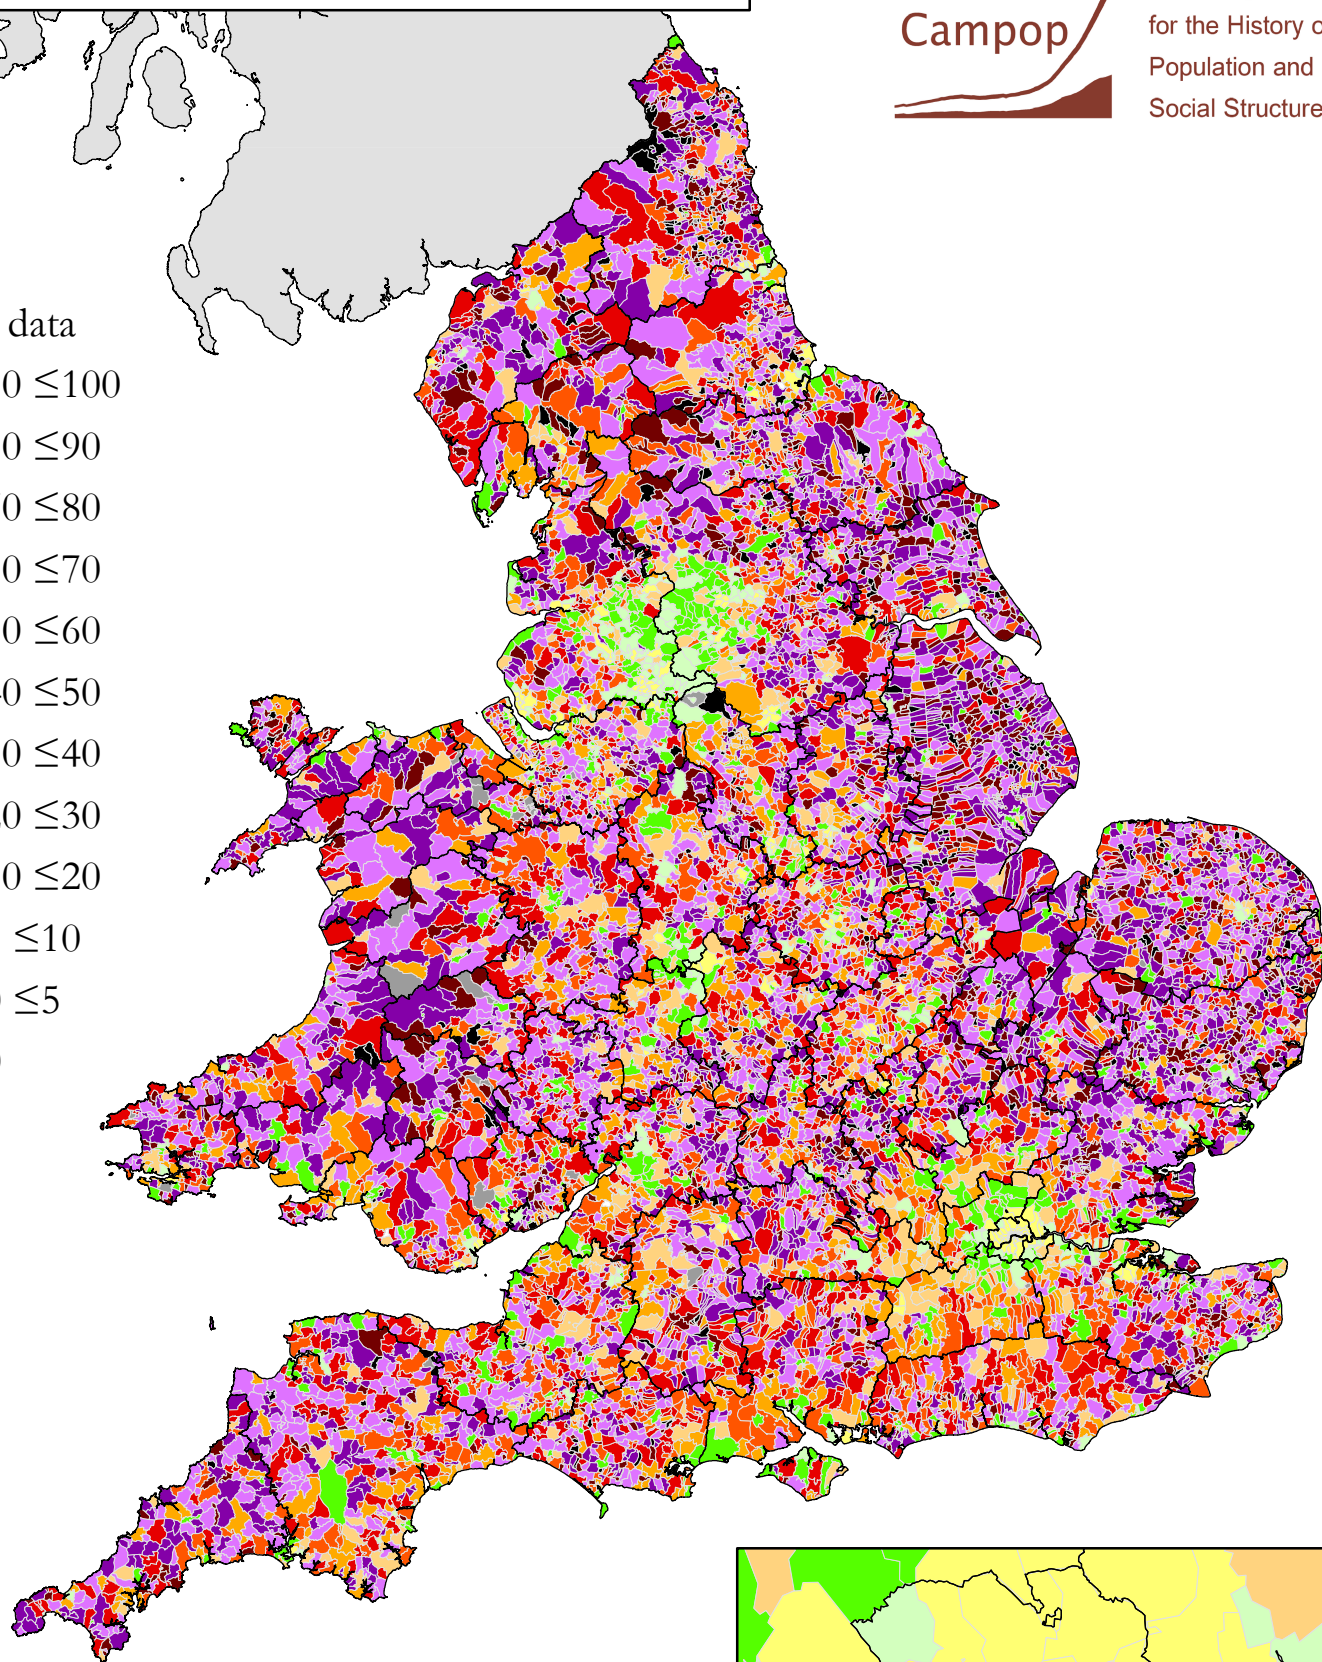 Campop
for the History o
Population and
Social Structure
data
0 ≤100
0 ≤90
0 ≤80
0 ≤70
0 ≤60
0 ≤50
0 ≤40
0 ≤30
0 ≤20
≤10
≤5